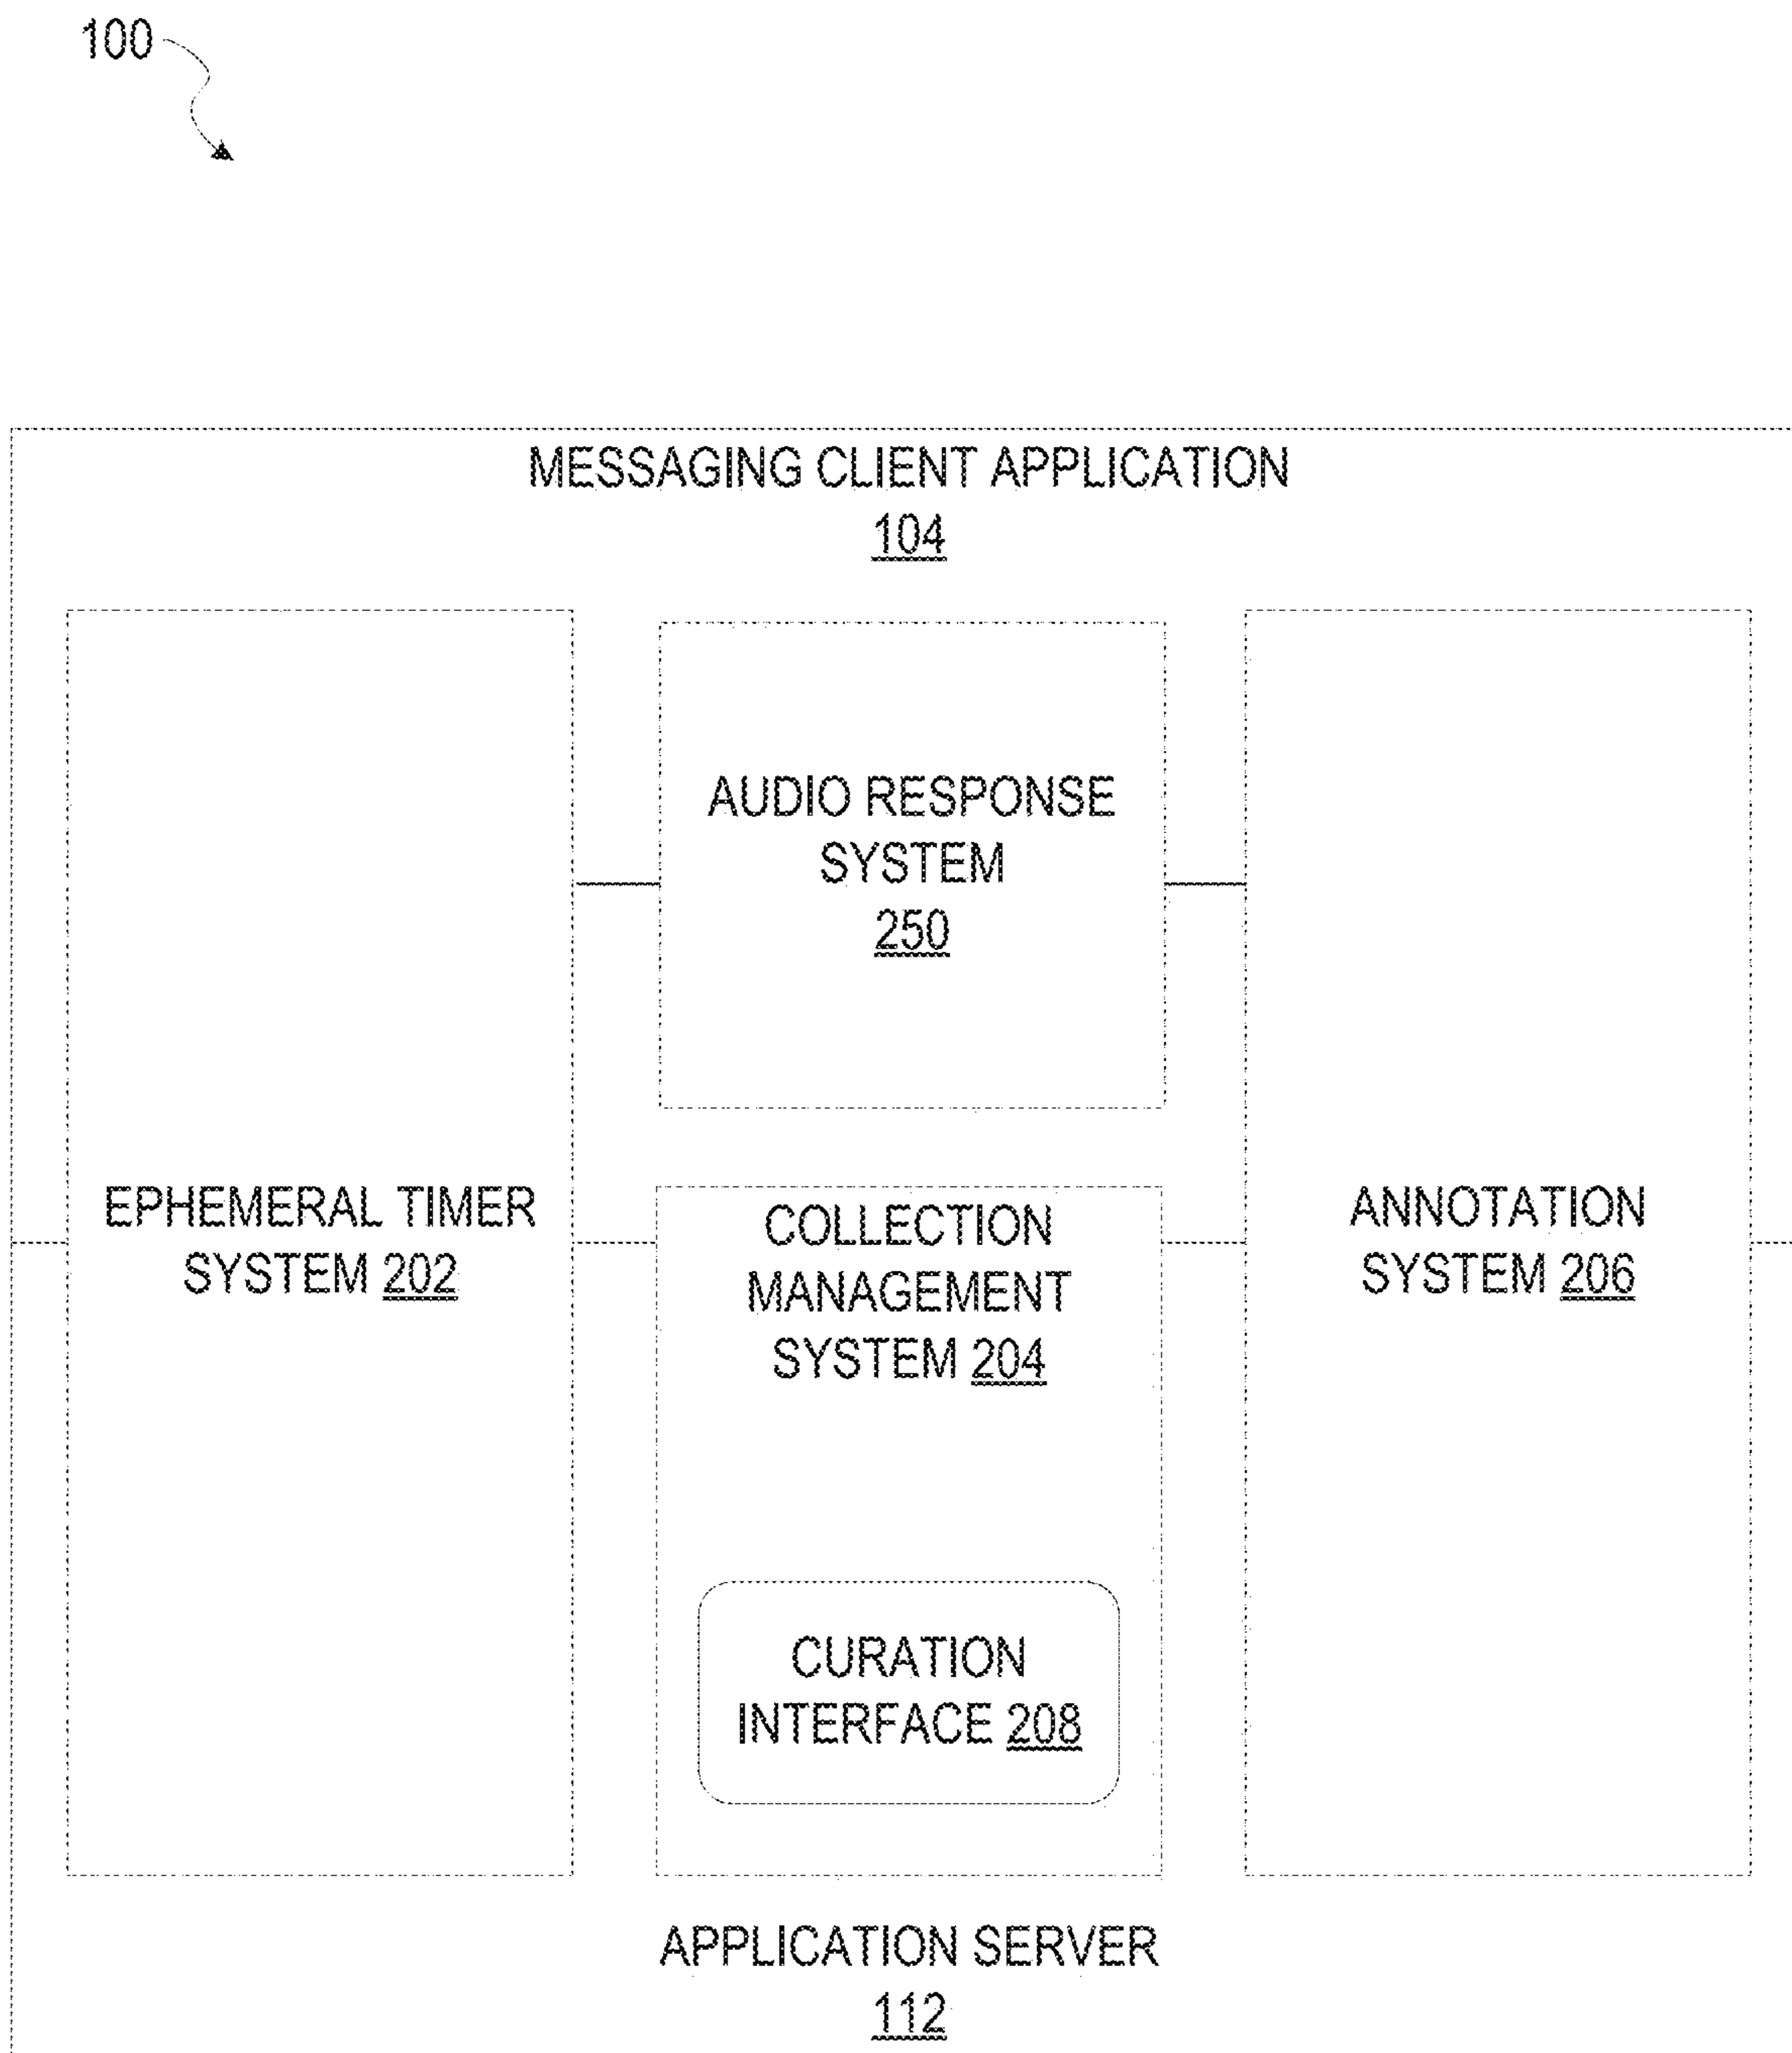 100
MESSAGING CLIENT APPLICATION
104
AUDIO RESPONSE
SYSTEM
250
EPHEMERAL TIMER
SYSTEM 202
COLLECTION
MANAGEMENT
SYSTEM 204
ANNOTATION
SYSTEM 206
CURATION
INTERFACE 208
APPLICATION SERVER
112